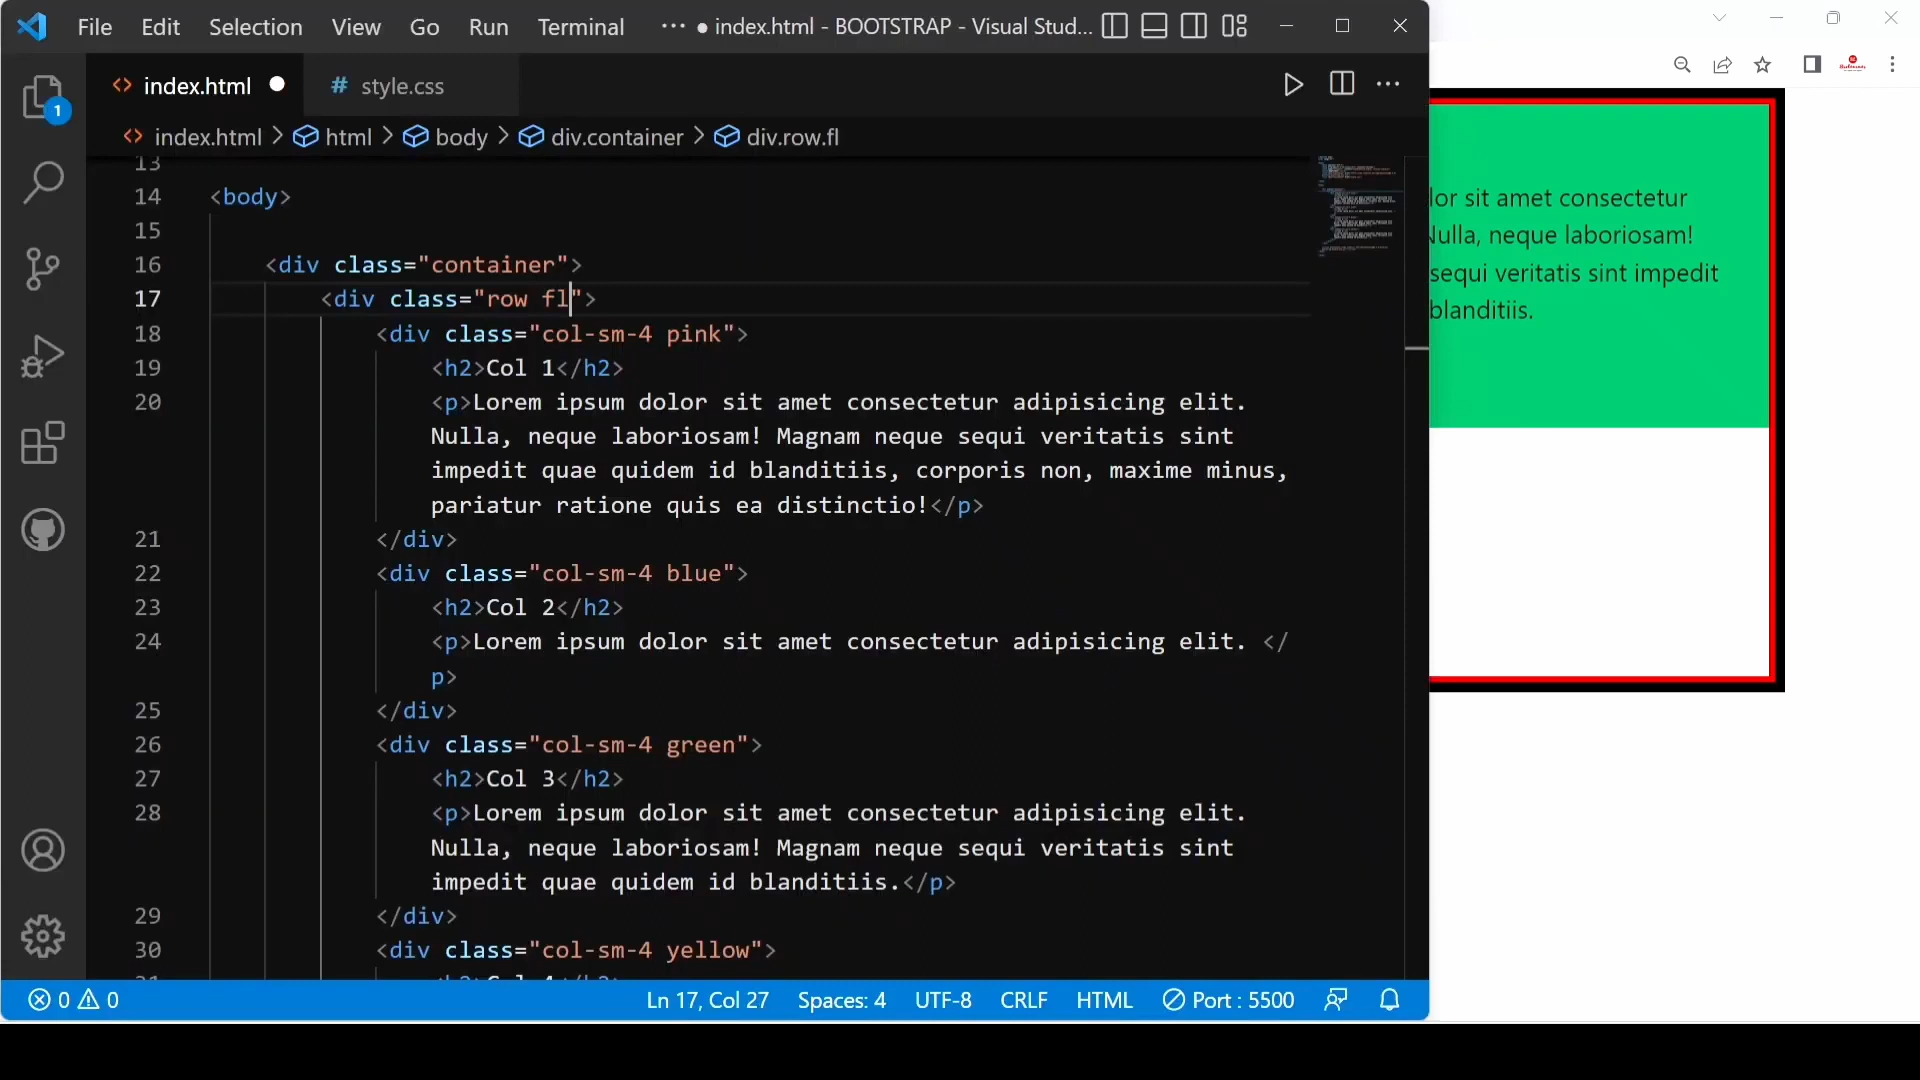 File Edit Selection View Go Run Terminal ··· ● index.html - BOOTSTRAP - Visual Stud...
1
index.html
# style.css
index.html > html > body > div.container > div.row.fl
13
14 <body>
15
16 <div class="container">
17 <div class="row fl">
18 <div class="col-sm-4 pink">
19 <h2>Col 1</h2>
20 <p>Lorem ipsum dolor sit amet consectetur adipisicing elit.
Nulla, neque laboriosam! Magnam neque sequi veritatis sint
impedit quae quidem id blanditiis, corporis non, maxime minus,
pariatur ratione quis ea distinctio!</p>
21 </div>
22 <div class="col-sm-4 blue">
23 <h2>Col 2</h2>
24 <p>Lorem ipsum dolor sit amet consectetur adipisicing elit. </
p>
25 </div>
26 <div class="col-sm-4 green">
27 <h2>Col 3</h2>
28 <p>Lorem ipsum dolor sit amet consectetur adipisicing elit.
Nulla, neque laboriosam! Magnam neque sequi veritatis sint
impedit quae quidem id blanditiis.</p>
29 </div>
30 <div class="col-sm-4 yellow">
0 0 Ln 17, Col 27 Spaces: 4 UTF-8 CRLF HTML Port : 5500
lor sit amet consectetur
Nulla, neque laboriosam!
sequi veritatis sint impedit
blanditiis.